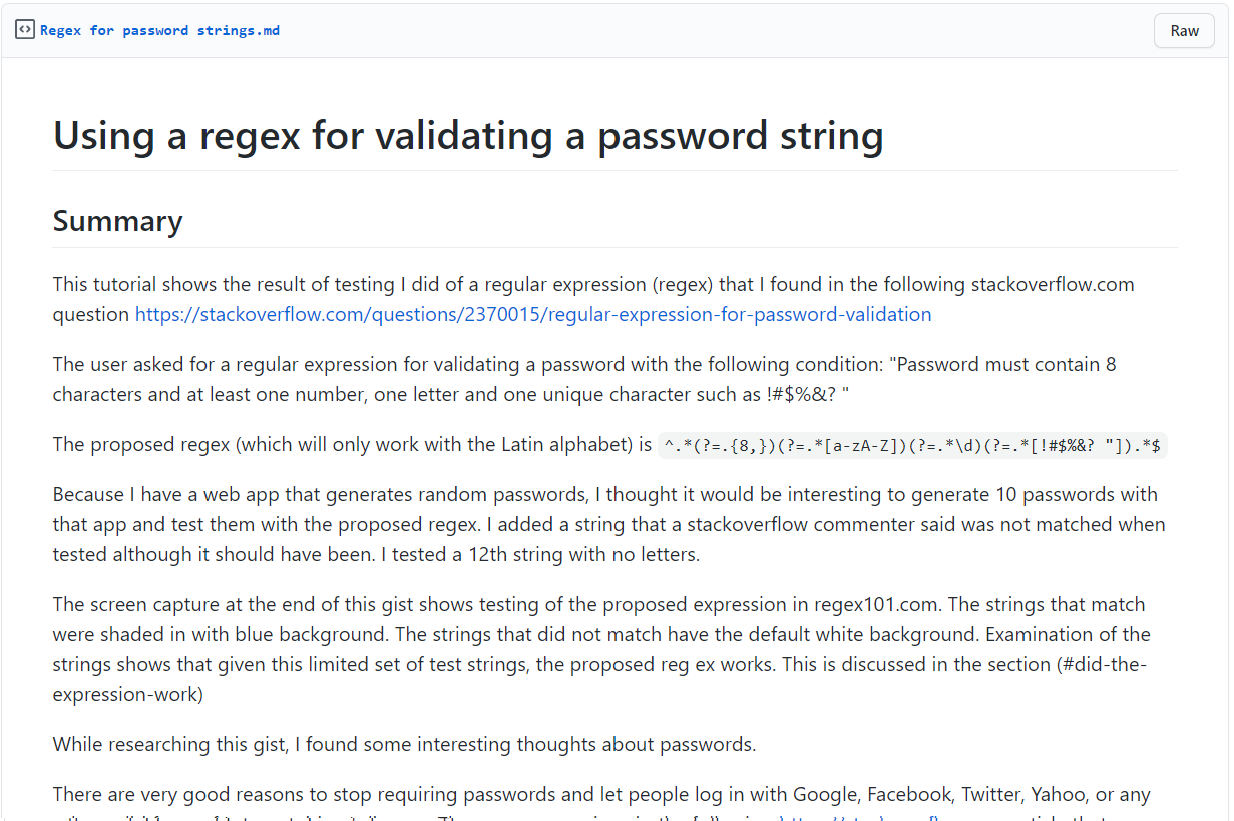 Regex for password strings.md
Raw
Using a regex for validating a password string
Summary
This tutorial shows the result of testing I did of a regular expression (regex) that I found in the following stackoverflow.com
question https://stackoverflow.com/questions/2370015/regular-expression-for-password-validation
The user asked for a regular expression for validating a password with the following condition: "Password must contain 8
characters and at least one number, one letter and one unique character such as !#$%&? "
The proposed regex (which will only work with the Latin alphabet) is ^.*(?=.{8,})(?=.*[a-zA-Z])(?=.*\d)(?=.*[!#$%&? "]).*$
Because I have a web app that generates random passwords, I thought it would be interesting to generate 10 passwords with
that app and test them with the proposed regex. I added a string that a stackoverflow commenter said was not matched when
tested although it should have been. I tested a 12th string with no letters.
The screen capture at the end of this gist shows testing of the proposed expression in regex101.com. The strings that match
were shaded in with blue background. The strings that did not match have the default white background. Examination of the
strings shows that given this limited set of test strings, the proposed reg ex works. This is discussed in the section (#did-the-
expression-work)
While researching this gist, I found some interesting thoughts about passwords.
There are very good reasons to stop requiring passwords and let people log in with Google, Facebook, Twitter, Yahoo, or any